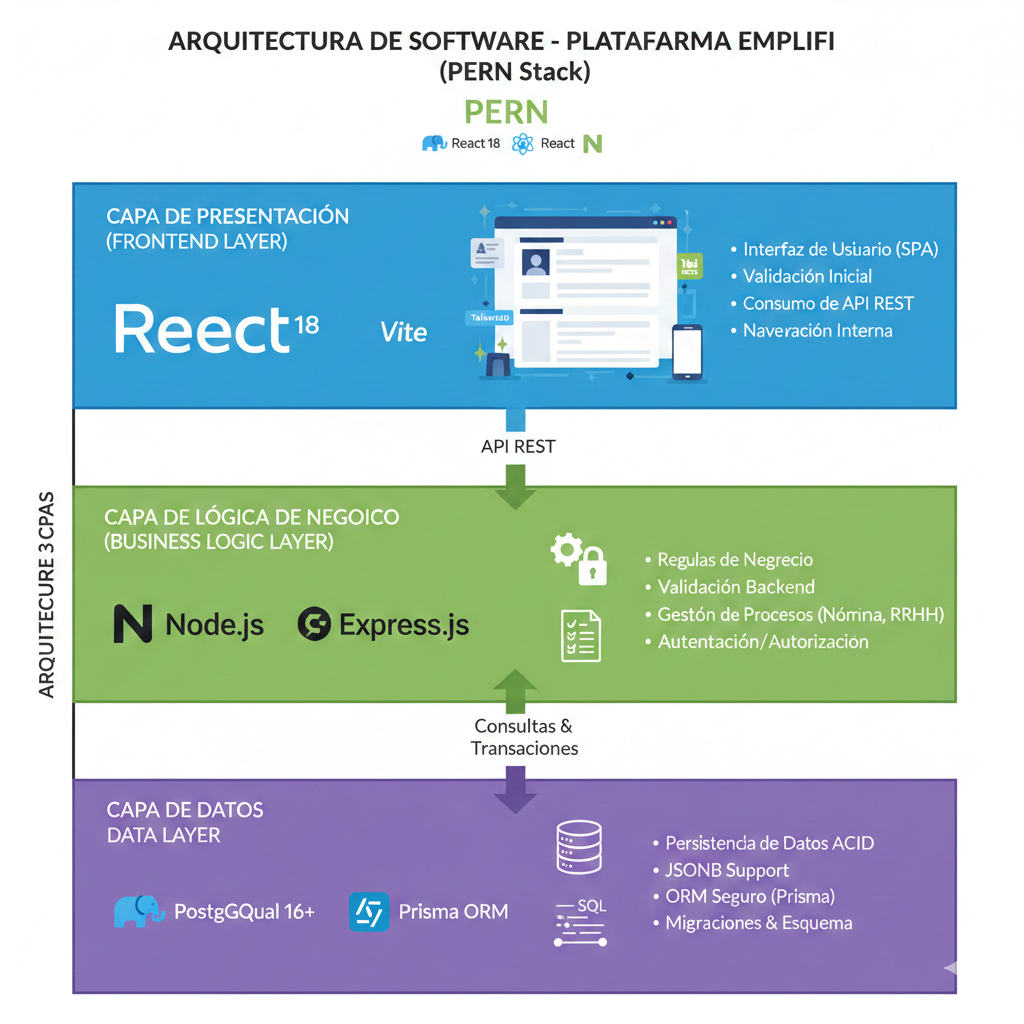 ARQUITECTURA DE SOFTWARE - PLATAFARMA EMPLIFI
(PERN Stack)
PERN
React 18 React N
CAPA DE PRESENTACIÓN
(FRONTEND LAYER)
Reect 18
Vite
• Interfaz de Usuario (SPA)
• Validación Inicial
• Consumo de API REST
• Naveración Interna
API REST
ARQUITECURE 3 CPAS
CAPA DE LÓGICA DE NEGOICO
(BUSINESS LOGIC LAYER)
N Node.js
Express.js
• Regulas de Negrecio
• Validación Backend
• Gestón de Procesos (Nómina, RRHH)
• Autentación/Autorización
Consultas &
Transaciones
CAPA DE DATOS
DATA LAYER
PostgGQual 16+
Prisma ORM
SQL
• Persistencia de Datos ACID
• JSONB Support
• ORM Seguro (Prisma)
• Migraciones & Esquema